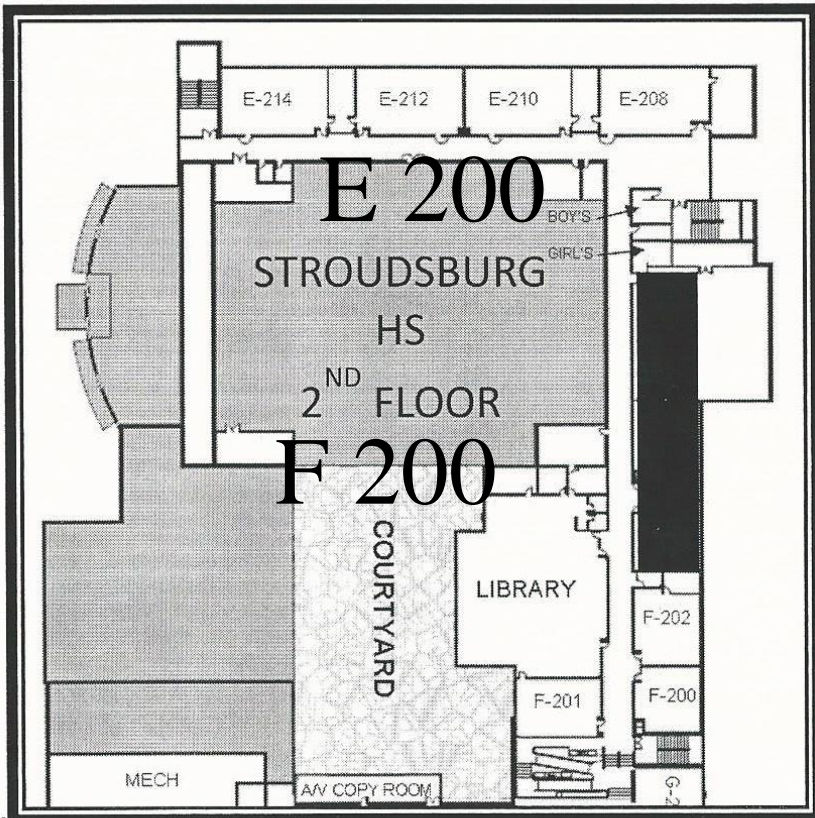 E-214
E-212
E-210
E-208
E 200
BOY'S
GIRL'S
STROUDSBURG
HS
2ND FLOOR
F 200
COURTYARD
LIBRARY
F-202
F-201
F-200
MECH
A/V COPY ROOM
G-2